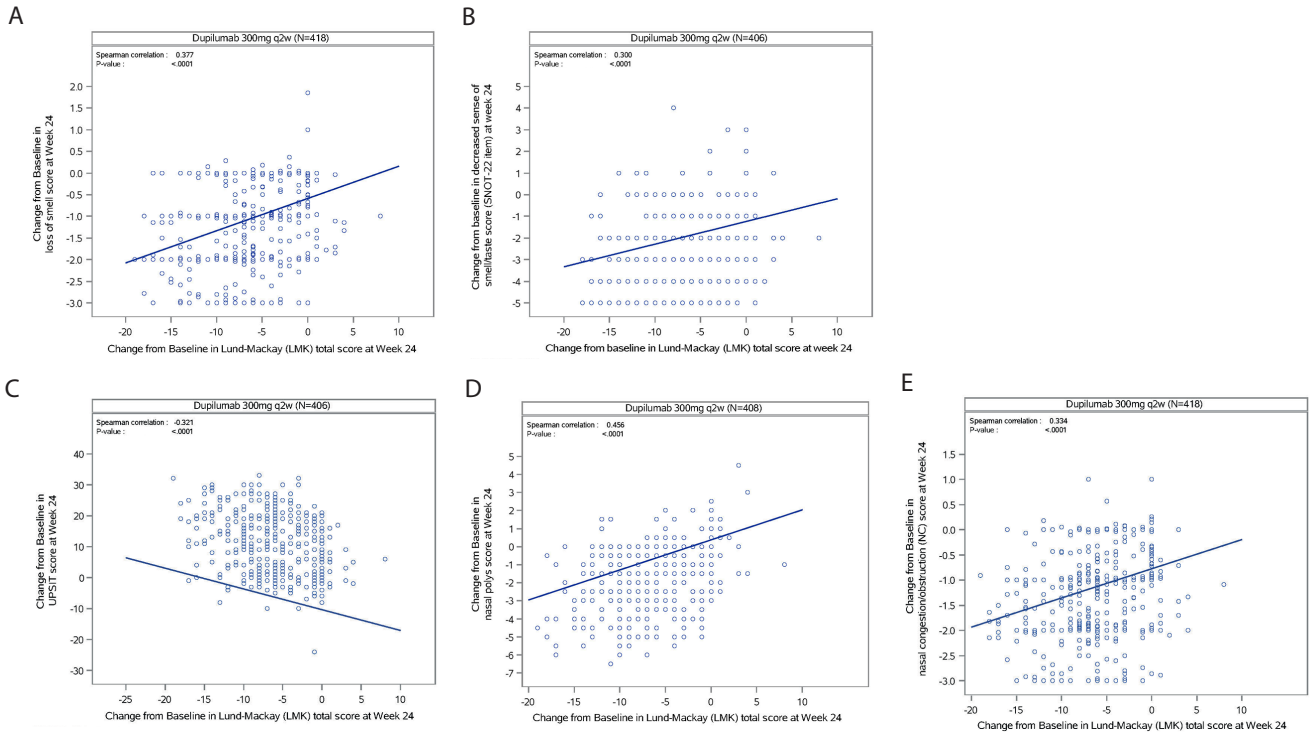 A
Dupilumab 300mg q2w (N=418)
Spearman correlation : 0.377
P-value : <.0001
Change from Baseline in
loss of smell score at Week 24
2.0
1.5
1.0
0.5
0.0
-0.5
-1.0
-1.5
-2.0
-2.5
-3.0
-20 -15 -10 -5 0 5 10
Change from Baseline in Lund-Mackay (LMK) total score at Week 24
B
Dupilumab 300mg q2w (N=406)
Spearman correlation : 0.300
P-value : <.0001
Change from baseline in decreased sense of
smell/taste score (SNOT-22 item) at week 24
5
4
3
2
1
0
-1
-2
-3
-4
-5
-20 -15 -10 -5 0 5 10
Change from baseline in Lund-Mackay (LMK) total score at week 24
C
Dupilumab 300mg q2w (N=406)
Spearman correlation : -0.321
P-value : <.0001
Change from Baseline in
UPSIT score at Week 24
40
30
20
10
0
-10
-20
-30
-25 -20 -15 -10 -5 0 5 10
Change from Baseline in Lund-Mackay (LMK) total score at Week 24
D
Dupilumab 300mg q2w (N=408)
Spearman correlation : 0.456
P-value : <.0001
Change from Baseline in
nasal polys score at Week 24
5
4
3
2
1
0
-1
-2
-3
-4
-5
-6
-7
-20 -15 -10 -5 0 5 10
Change from Baseline in Lund-Mackay (LMK) total score at Week 24
E
Dupilumab 300mg q2w (N=418)
Spearman correlation : 0.334
P-value : <.0001
Change from Baseline in
nasal congestion/obstruction (NC) score at Week 24
1.5
1.0
0.5
0.0
-0.5
-1.0
-1.5
-2.0
-2.5
-3.0
-20 -15 -10 -5 0 5 10
Change from Baseline in Lund-Mackay (LMK) total score at Week 24